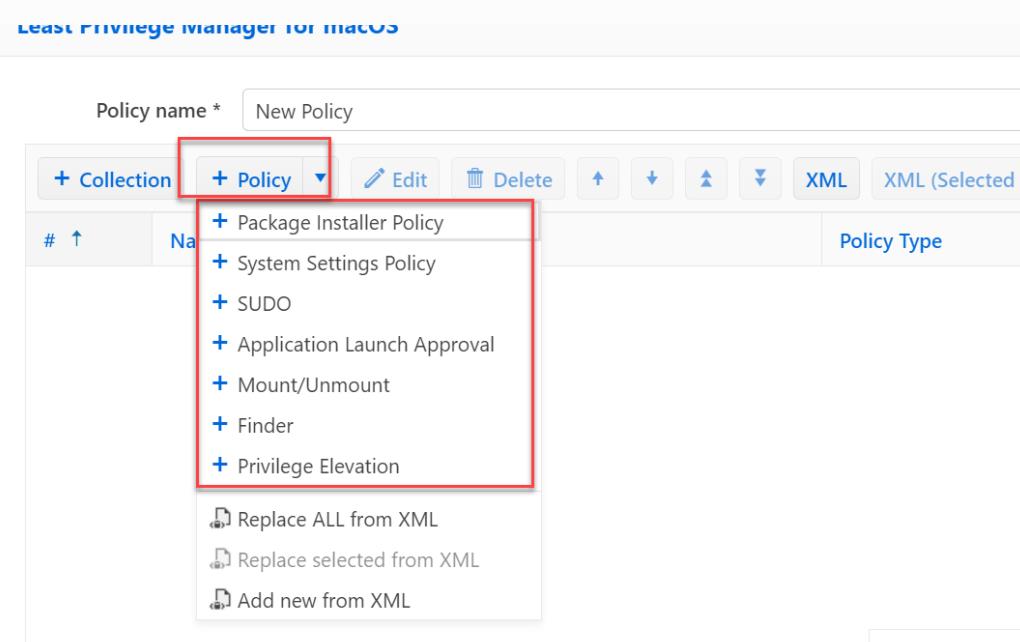 Least Privilege Manager for macOS
Policy name * New Policy
+ Collection + Policy Edit Delete XML XML (Selected
# Na Policy Type
+ Package Installer Policy
+ System Settings Policy
+ SUDO
+ Application Launch Approval
+ Mount/Unmount
+ Finder
+ Privilege Elevation
Replace ALL from XML
Replace selected from XML
Add new from XML